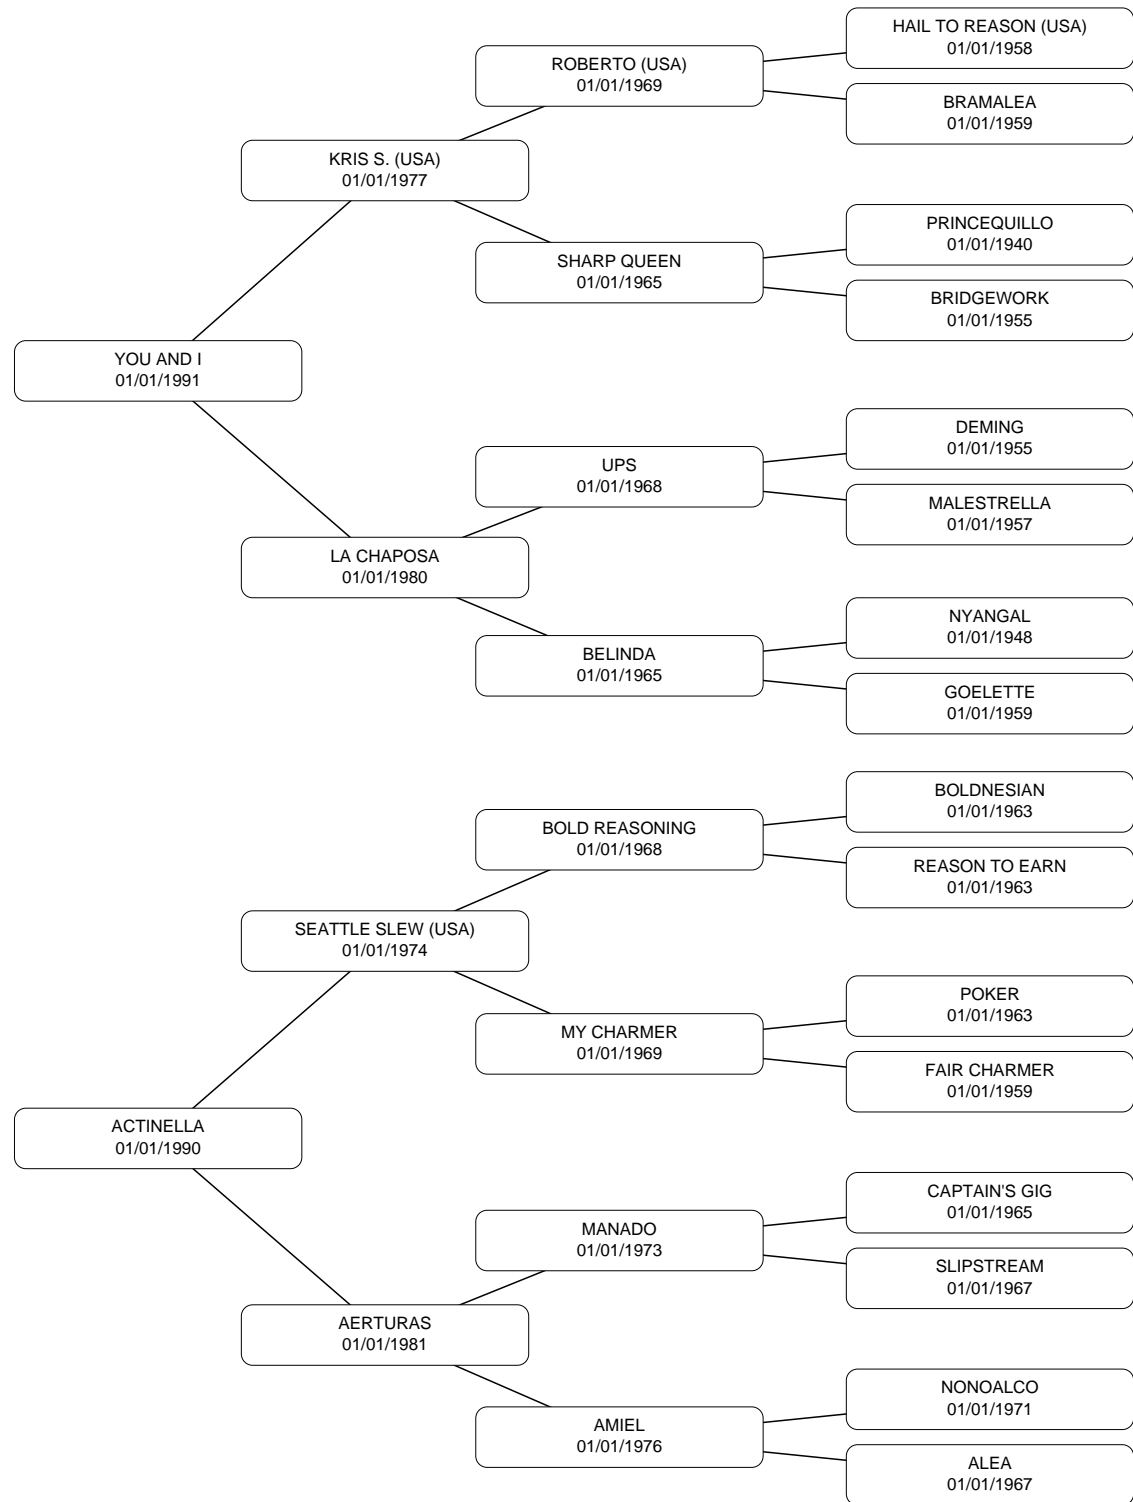 HAIL TO REASON (USA)
01/01/1958
ROBERTO (USA)
01/01/1969
BRAMALEA
01/01/1959
KRIS S. (USA)
01/01/1977
PRINCEQUILLO
01/01/1940
SHARP QUEEN
01/01/1965
BRIDGEWORK
01/01/1955
YOU AND I
01/01/1991
DEMING
01/01/1955
UPS
01/01/1968
MALESTRELLA
01/01/1957
LA CHAPOSA
01/01/1980
NYANGAL
01/01/1948
BELINDA
01/01/1965
GOELETTE
01/01/1959
BOLDNESIAN
01/01/1963
BOLD REASONING
01/01/1968
REASON TO EARN
01/01/1963
SEATTLE SLEW (USA)
01/01/1974
POKER
01/01/1963
MY CHARMER
01/01/1969
FAIR CHARMER
01/01/1959
ACTINELLA
01/01/1990
CAPTAIN'S GIG
01/01/1965
MANADO
01/01/1973
SLIPSTREAM
01/01/1967
AERTURAS
01/01/1981
NONOALCO
01/01/1971
AMIEL
01/01/1976
ALEA
01/01/1967